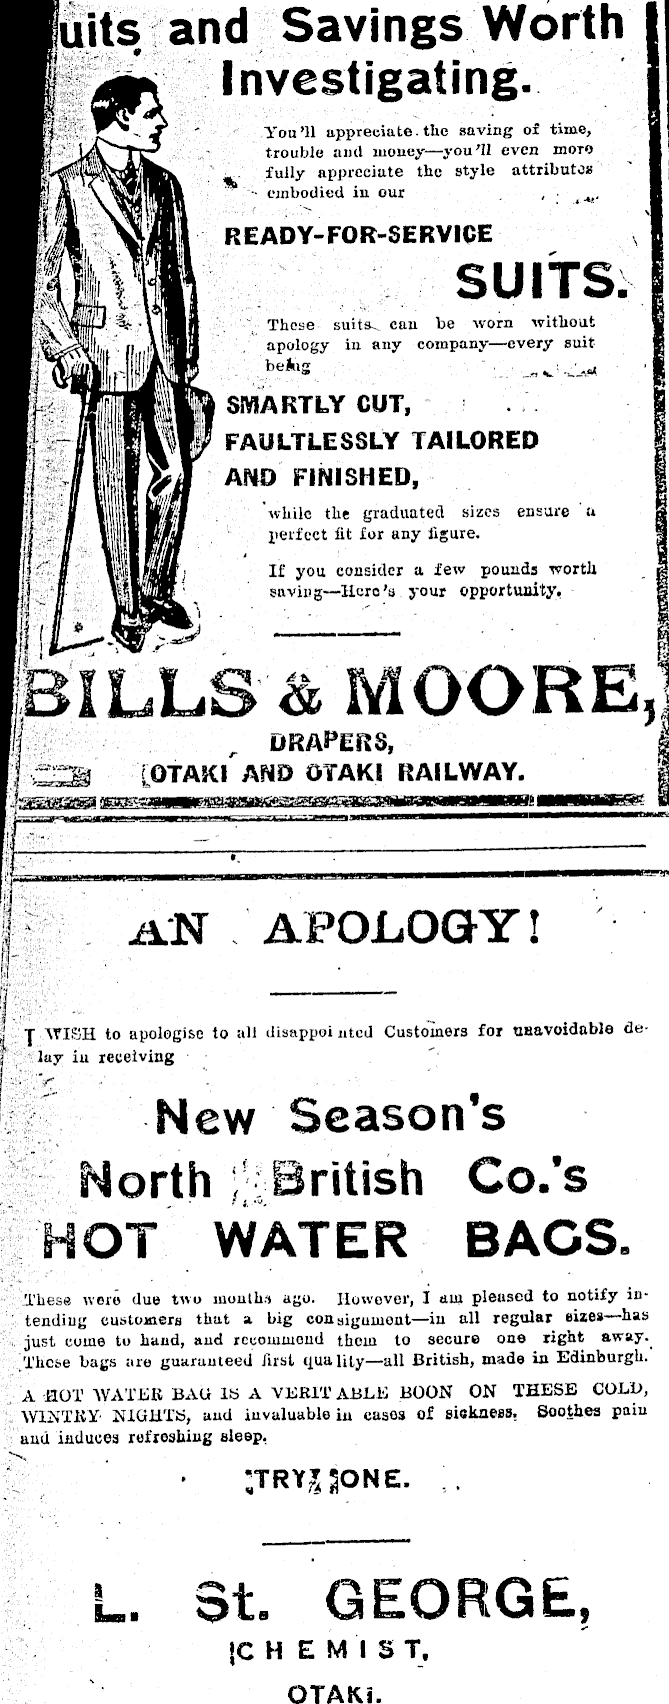 uits and Savings Worth
Investigating.
You'll appreciate the saving of time,
trouble and money—you'll even more
fully appreciate the style attributes
embodied in our
READY-FOR-SERVICE
SUITS.
These suits can be worn without
apology in any company—every suit
being
SMARTLY CUT,
FAULTLESSLY TAILORED
AND FINISHED,
while the graduated sizes ensure a
perfect fit for any figure.
If you consider a few pounds worth
saving—Here's your opportunity.
BILLS & MOORE,
DRAPERS,
OTAKI AND OTAKI RAILWAY.
AN APOLOGY!
I WISH to apologise to all disappointed Customers for unavoidable de-
lay in receiving
New Season's
North British Co.'s
HOT WATER BAGS.
These were due two months ago. However, I am pleased to notify in-
tending customers that a big consignment—in all regular sizes—has
just come to hand, and recommend them to secure one right away.
These bags are guaranteed first quality—all British, made in Edinburgh.
A HOT WATER BAG IS A VERITABLE BOON ON THESE COLD,
WINTRY NIGHTS, and invaluable in cases of sickness. Soothes pain
and induces refreshing sleep.
TRY ONE.
L. St. GEORGE,
CHEMIST,
OTAKI.